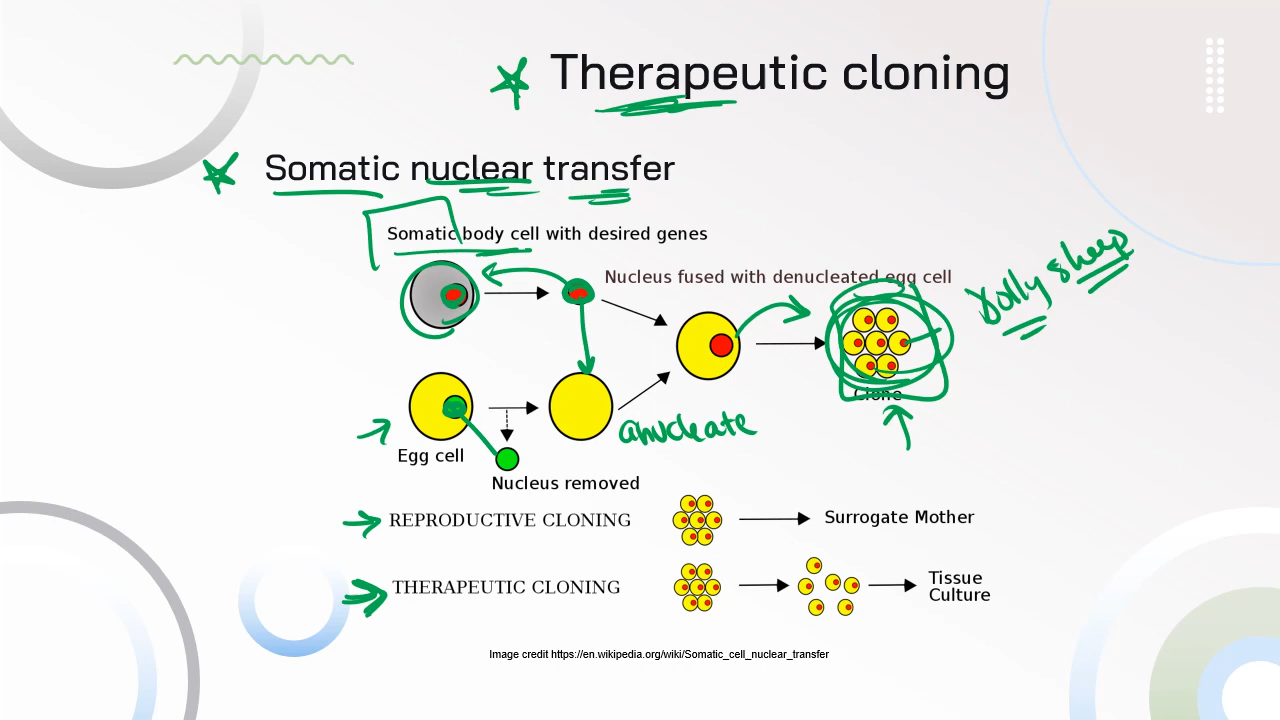 Therapeutic cloning
Somatic nuclear transfer
Somatic body cell with desired genes
Nucleus fused with denucleated egg cell
Dolly sheep
Clone
anucleate
Egg cell
Nucleus removed
REPRODUCTIVE CLONING
Surrogate Mother
THERAPEUTIC CLONING
Tissue
Culture
Image credit https://en.wikipedia.org/wiki/Somatic_cell_nuclear_transfer